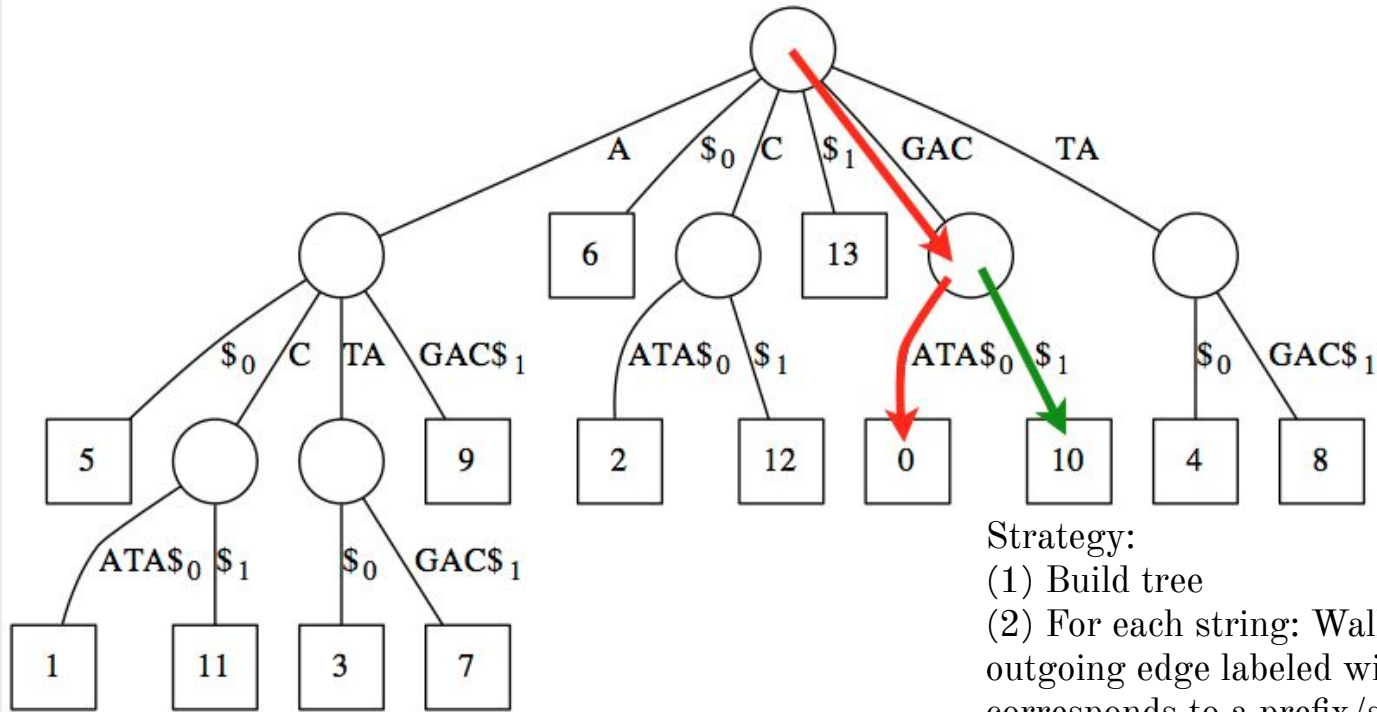 A $0 C $1 GAC TA
6 13
$0 C TA GAC$1 ATA$0 $1 ATA$0 $1 $0 GAC$1
5 9 2 12 0 10 4 8
Strategy:
ATA$0 $1 $0 GAC$1
(1) Build tree
(2) For each string:
1 11 3 7
outgoing edge labeled